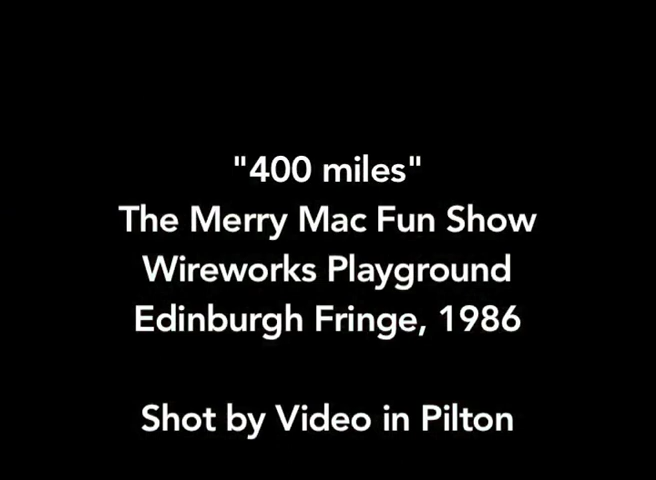 "400 miles"
The Merry Mac Fun Show
Wireworks Playground
Edinburgh Fringe, 1986
Shot by Video in Pilton